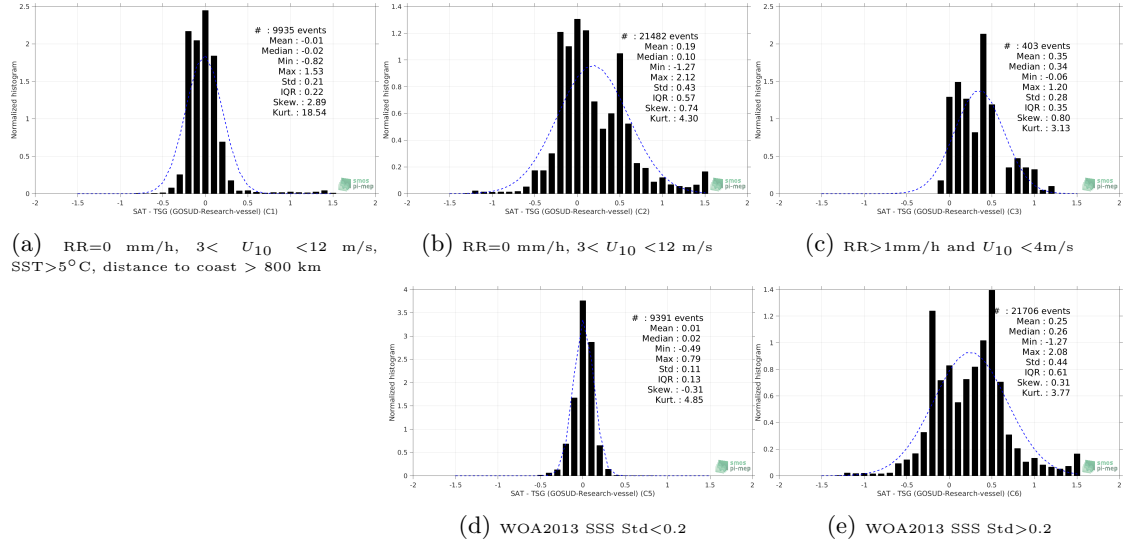 2.5
2
1.5
1
0.5
0
-2
-1.5
-1
-0.5
0
0.5
1
1.5
2
Normalized histogram
SAT - TSG (GOSUD-Research-vessel) (C1)
# : 9935 events
Mean : -0.01
Median : -0.02
Min : -0.82
Max : 1.53
Std : 0.21
IQR : 0.22
Skew. : 2.89
Kurt. : 18.54
smos
pi-mep
(a) RR=0 mm/h, 3< U10 <12 m/s,
SST>5°C, distance to coast > 800 km
1.4
1.2
1
0.8
0.6
0.4
0.2
0
-2
-1.5
-1
-0.5
0
0.5
1
1.5
2
Normalized histogram
SAT - TSG (GOSUD-Research-vessel) (C2)
# : 21482 events
Mean : 0.19
Median : 0.10
Min : -1.27
Max : 2.12
Std : 0.43
IQR : 0.57
Skew. : 0.74
Kurt. : 4.30
smos
pi-mep
(b) RR=0 mm/h, 3< U10 <12 m/s
2.5
2
1.5
1
0.5
0
-2
-1.5
-1
-0.5
0
0.5
1
1.5
2
Normalized histogram
SAT - TSG (GOSUD-Research-vessel) (C3)
# : 403 events
Mean : 0.35
Median : 0.34
Min : -0.06
Max : 1.20
Std : 0.28
IQR : 0.35
Skew. : 0.80
Kurt. : 3.13
smos
pi-mep
(c) RR>1mm/h and U10 <4m/s
4
3.5
3
2.5
2
1.5
1
0.5
0
-2
-1.5
-1
-0.5
0
0.5
1
1.5
2
Normalized histogram
SAT - TSG (GOSUD-Research-vessel) (C5)
# : 9391 events
Mean : 0.01
Median : 0.02
Min : -0.49
Max : 0.79
Std : 0.11
IQR : 0.13
Skew. : -0.31
Kurt. : 4.85
smos
pi-mep
(d) WOA2013 SSS Std<0.2
1.4
1.2
1
0.8
0.6
0.4
0.2
0
-2
-1.5
-1
-0.5
0
0.5
1
1.5
2
Normalized histogram
SAT - TSG (GOSUD-Research-vessel) (C6)
# : 21706 events
Mean : 0.25
Median : 0.26
Min : -1.27
Max : 2.08
Std : 0.44
IQR : 0.61
Skew. : 0.31
Kurt. : 3.77
smos
pi-mep
(e) WOA2013 SSS Std>0.2